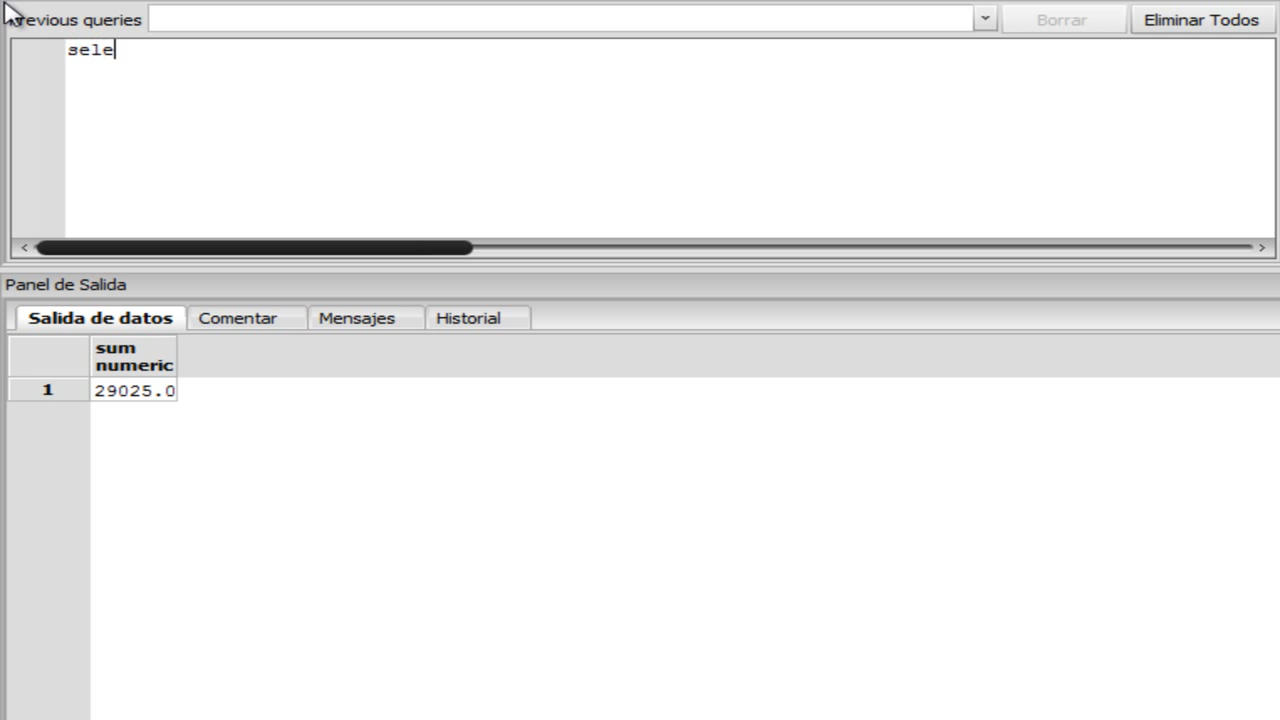 Previous queries Borrar Eliminar Todos
sele
Panel de Salida
Salida de datos Comentar Mensajes Historial
sum
numeric
1 29025.0